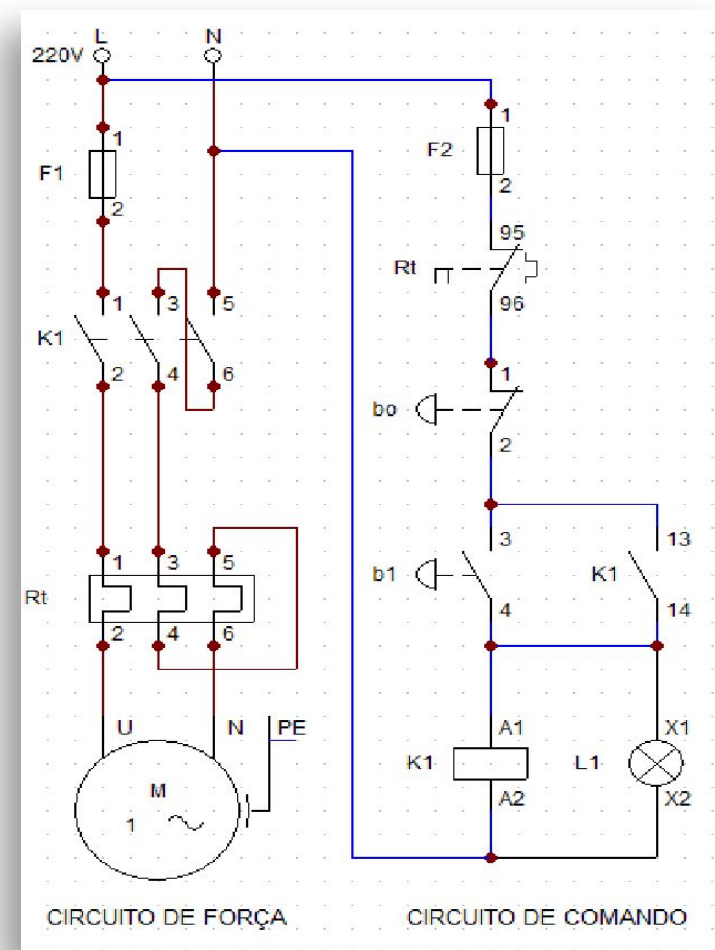 L N
220V
1
F1
2
1 3 5
K1
2 4 6
1 3 5
Rt
2 4 6
U N PE
M
1
CIRCUITO DE FORÇA
1
F2
2
95
Rt
96
1
bo
2
3 13
b1 K1
4 14
A1 X1
K1 L1
A2 X2
CIRCUITO DE COMANDO